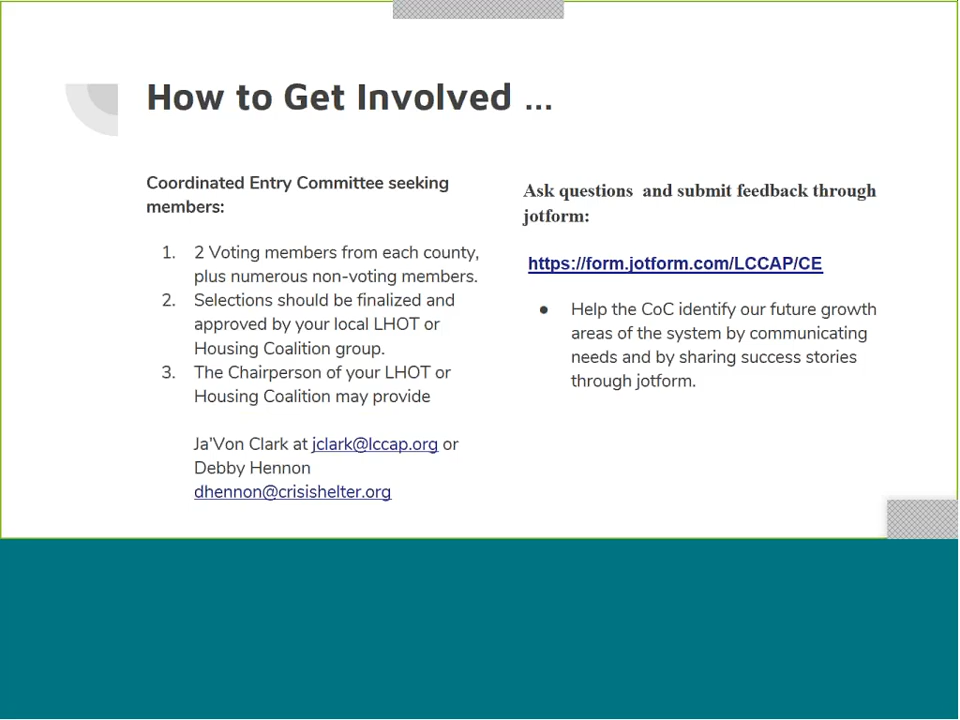 How to Get Involved ...
Coordinated Entry Committee seeking
members:
1. 2 Voting members from each county,
plus numerous non-voting members.
2. Selections should be finalized and
approved by your local LHOT or
Housing Coalition group.
3. The Chairperson of your LHOT or
Housing Coalition may provide
Ja'Von Clark at jclark@lccap.org or
Debby Hennon
dhennon@crisishelter.org
Ask questions  and submit feedback through
jotform:
https://form.jotform.com/LCCAP/CE
● Help the CoC identify our future growth
areas of the system by communicating
needs and by sharing success stories
through jotform.